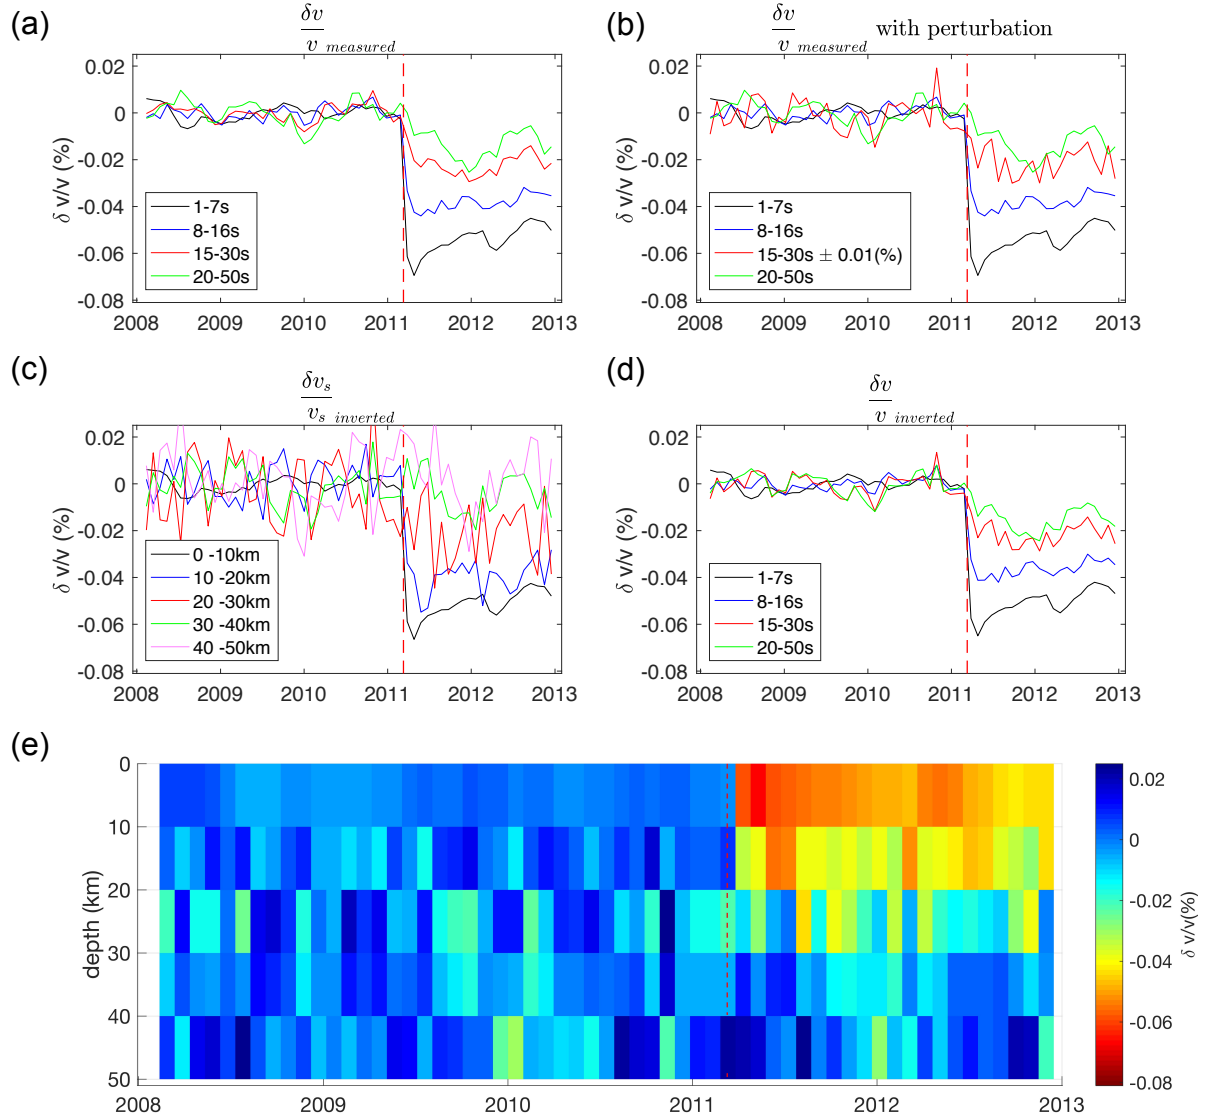 (a)
δv
v measured
0.02
0
-0.02
-0.04
-0.06
-0.08
δ v/v (%)
1-7s
8-16s
15-30s
20-50s
2008 2009 2010 2011 2012 2013
(b)
δv
v measured with perturbation
0.02
0
-0.02
-0.04
-0.06
-0.08
δ v/v (%)
1-7s
8-16s
15-30s ± 0.01(%)
20-50s
2008 2009 2010 2011 2012 2013
(c)
δvs
vs inverted
0.02
0
-0.02
-0.04
-0.06
-0.08
δ v/v (%)
0 -10km
10 -20km
20 -30km
30 -40km
40 -50km
2008 2009 2010 2011 2012 2013
(d)
δv
v inverted
0.02
0
-0.02
-0.04
-0.06
-0.08
δ v/v (%)
1-7s
8-16s
15-30s
20-50s
2008 2009 2010 2011 2012 2013
(e)
0
10
20
30
40
50
depth (km)
2008 2009 2010 2011 2012 2013
0.02
0
-0.02
-0.04
-0.06
-0.08
δ v/v(%)